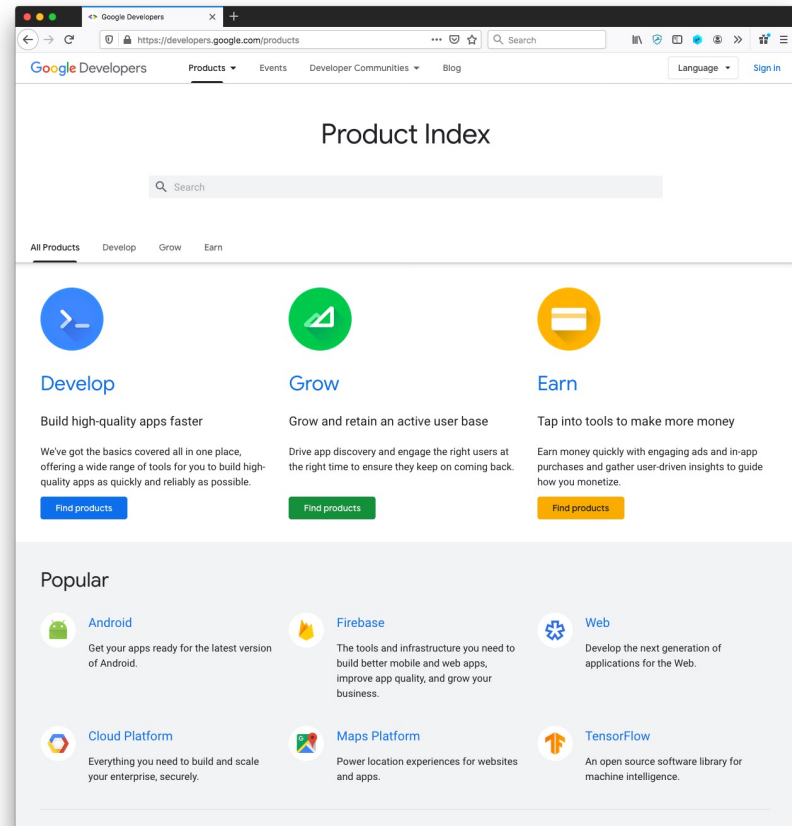 Google Developers
https://developers.google.com/products
Search
Google Developers
Products
Events
Developer Communities
Blog
Language
Sign in
Product Index
Search
All Products
Develop
Grow
Earn
Develop
Build high-quality apps faster
We've got the basics covered all in one place,
offering a wide range of tools for you to build high-
quality apps as quickly and reliably as possible.
Find products
Grow
Grow and retain an active user base
Drive app discovery and engage the right users at
the right time to ensure they keep on coming back.
Find products
Earn
Tap into tools to make more money
Earn money quickly with engaging ads and in-app
purchases and gather user-driven insights to guide
how you monetize.
Find products
Popular
Android
Get your apps ready for the latest version
of Android.
Firebase
The tools and infrastructure you need to
build better mobile and web apps,
improve app quality, and grow your
business.
Web
Develop the next generation of
applications for the Web.
Cloud Platform
Everything you need to build and scale
your enterprise, securely.
Maps Platform
Power location experiences for websites
and apps.
TensorFlow
An open source software library for
machine intelligence.